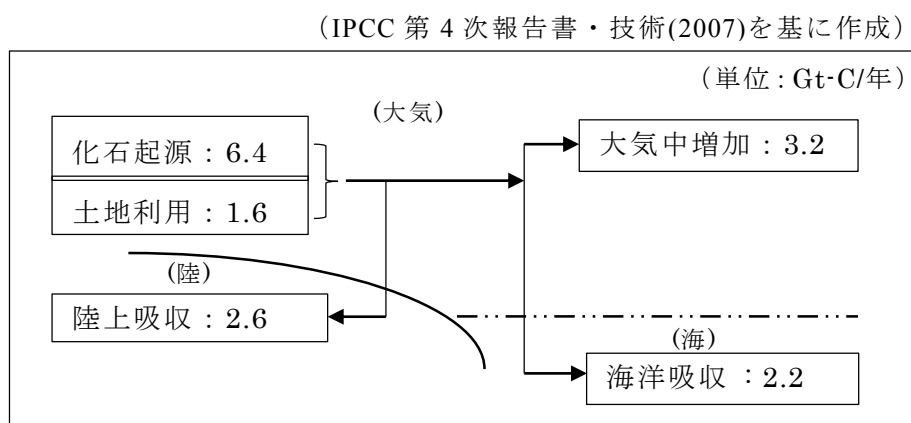 （IPCC 第 4 次報告書・技術(2007)を基に作成）
（単位 : Gt-C/年）
(大気)
化石起源 : 6.4
大気中増加 : 3.2
土地利用 : 1.6
(陸)
陸上吸収 : 2.6
(海)
海洋吸収 : 2.2